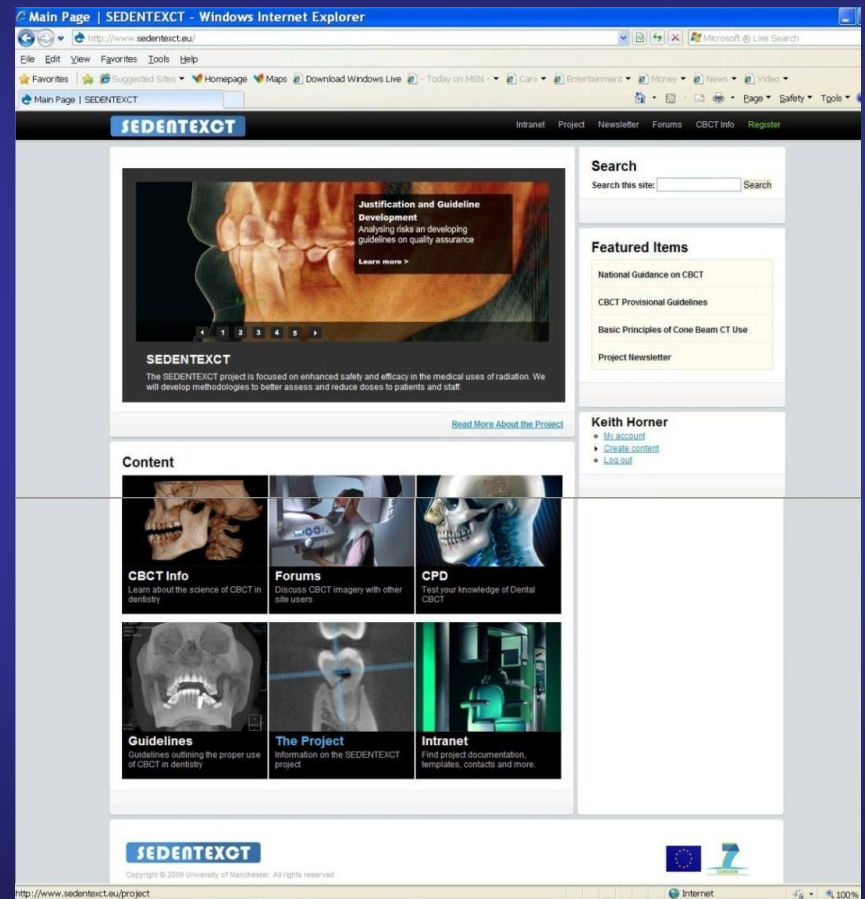 Main Page | SEDENTEXCT - Windows Internet Explorer
http://www.sedentexct.eu/
Microsoft ® Live Search
File Edit View Favorites Tools Help
Favorites Suggested Sites Homepage Maps Download Windows Live - Today on MSN - Cars Entertainment Money News Video
Main Page | SEDENTEXCT
Page Safety Tools
SEDENTEXCT
Intranet Project Newsletter Forums CBCT Info Register
Justification and Guideline
Development
Analysing risks an developing
guidelines on quality assurance
Learn more >
1 2 3 4 5
SEDENTEXCT
The SEDENTEXCT project is focused on enhanced safety and efficacy in the medical uses of radiation. We
will develop methodologies to better assess and reduce doses to patients and staff.
Read More About the Project
Search
Search this site: Search
Featured Items
National Guidance on CBCT
CBCT Provisional Guidelines
Basic Principles of Cone Beam CT Use
Project Newsletter
Keith Horner
My account
Create content
Log out
Content
CBCT Info
Learn about the science of CBCT in
dentistry
Forums
Discuss CBCT imagery with other
site users
CPD
Test your knowledge of Dental
CBCT
Guidelines
Guidelines outlining the proper use
of CBCT in dentistry
The Project
Information on the SEDENTEXCT
project
Intranet
Find project documentation,
templates, contacts and more.
SEDENTEXCT
Copyright © 2009 University of Manchester. All rights reserved
http://www.sedentexct.eu/project
Internet
100%